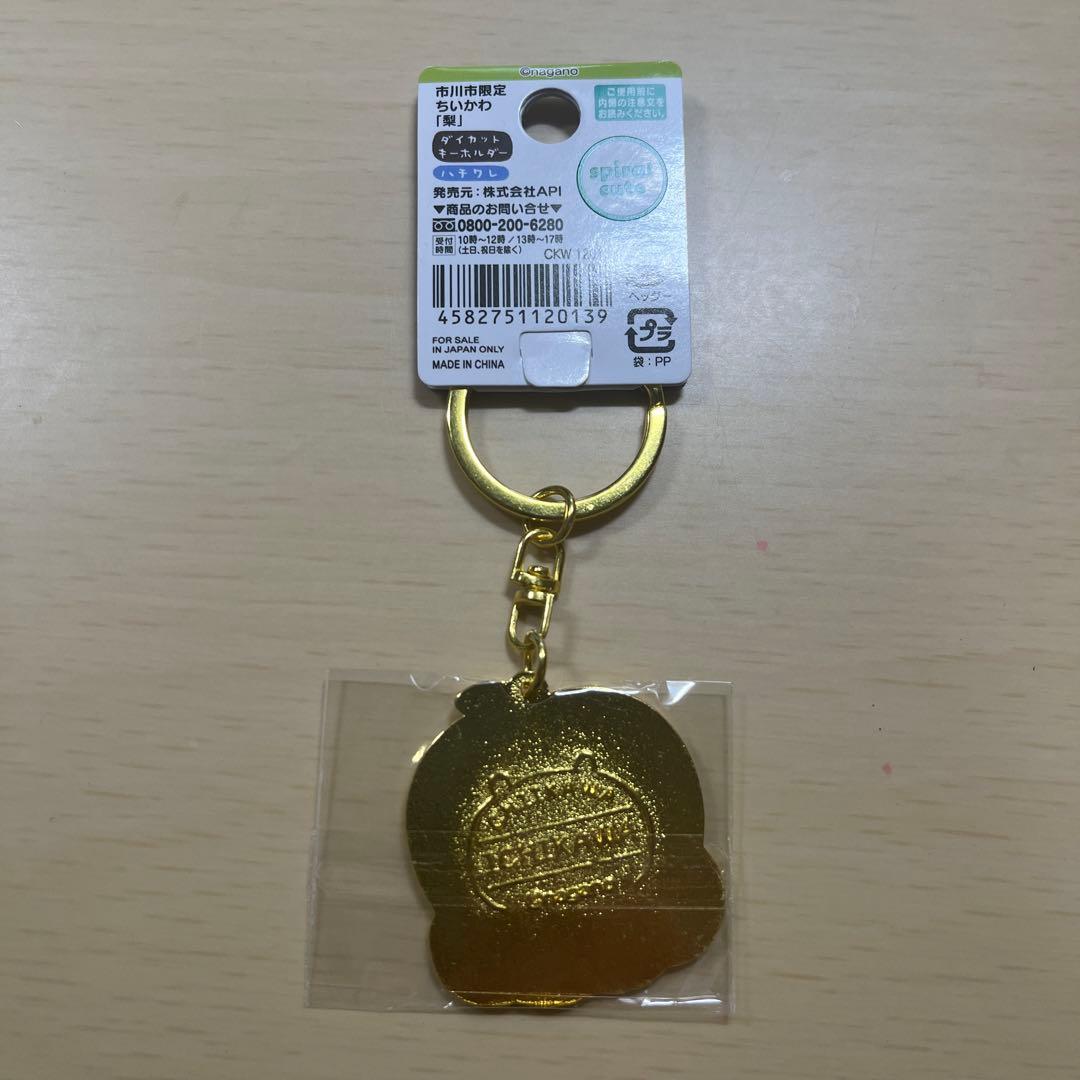 ©nagano
市川市限定
ちいかわ
「梨」
ダイカット
キーホルダー
ハチワレ
発売元:株式会社API
▼商品のお問い合せ▼
0800-200-6280
受付時間 10時~12時/13時~17時
(土日、祝日を除く)
CKW
4582751120139
FOR SALE
IN JAPAN ONLY
MADE IN CHINA
ご使用前に
内側の注意文を
お読みください。
spiral
cute
ヘッダー
プラ
袋:PP
CHIIKAWA
ICHIKAWA